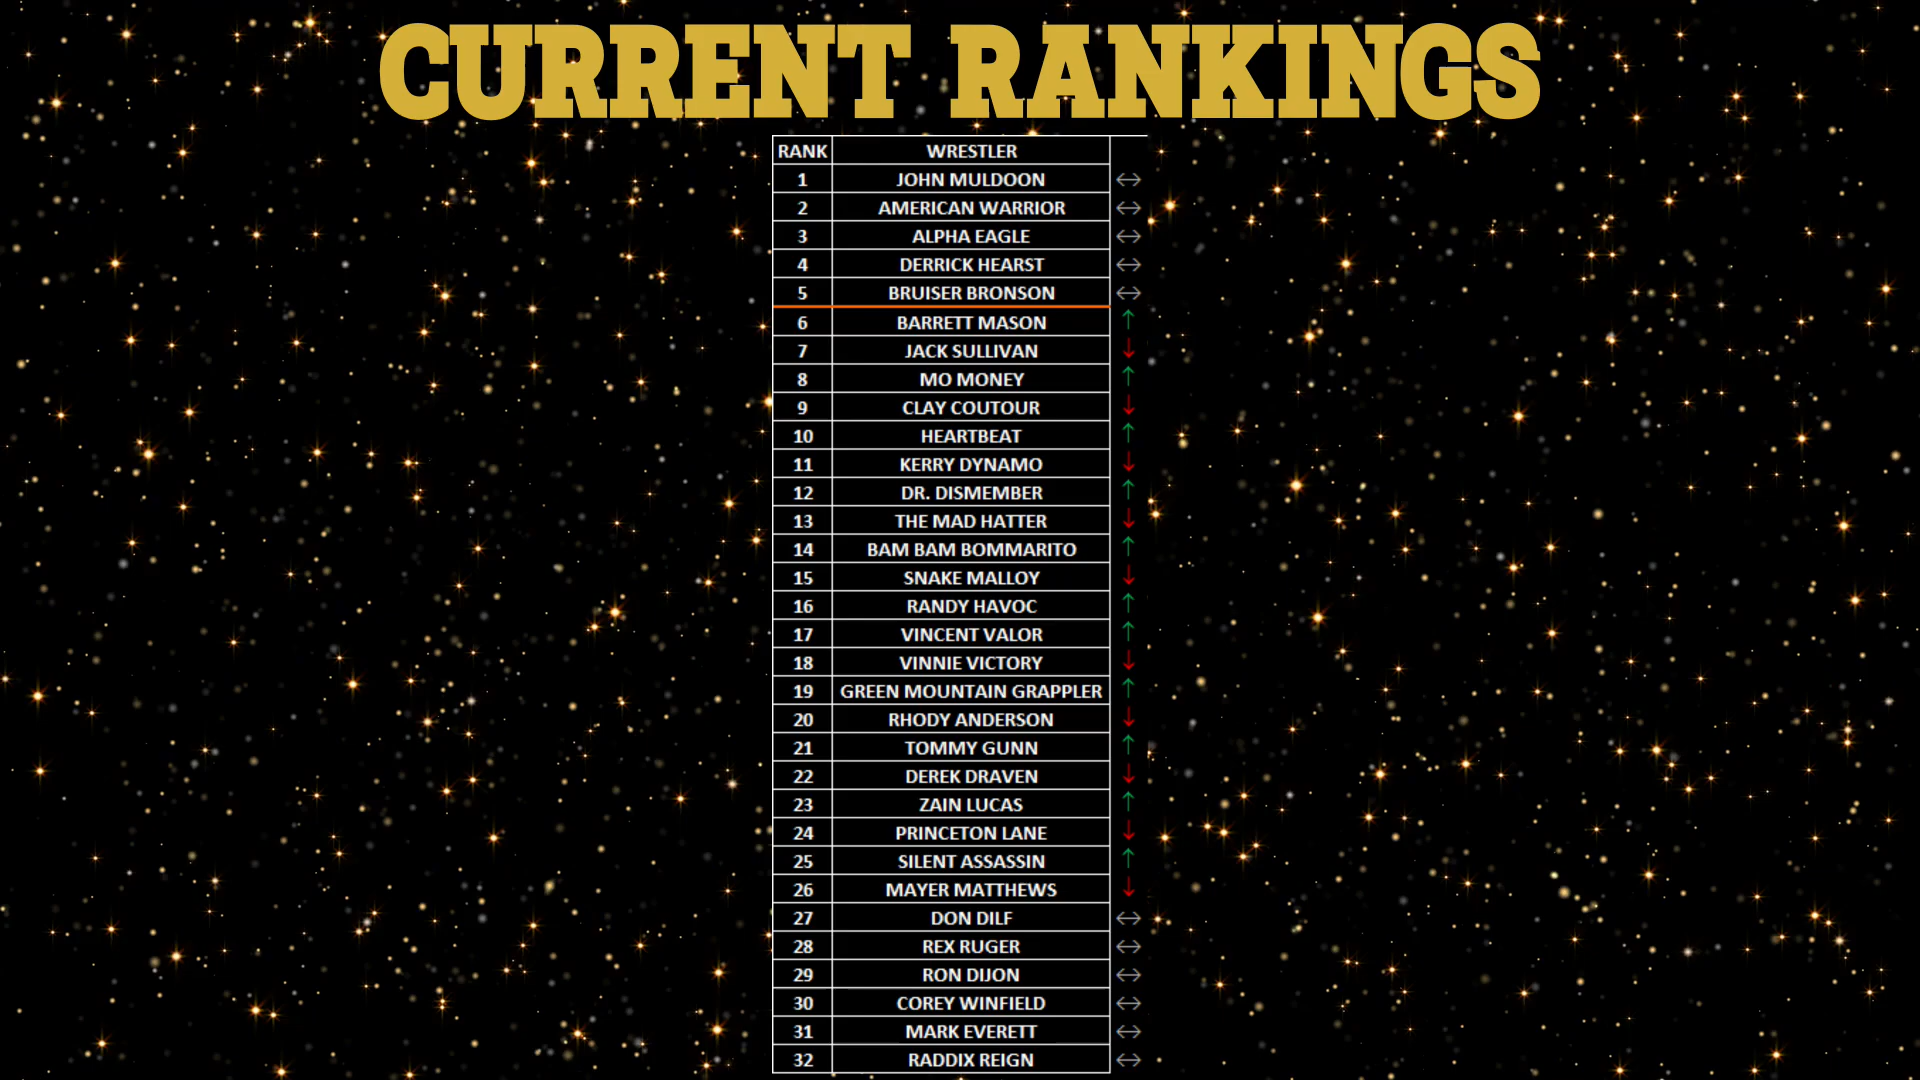 CURRENT RANKINGS
RANK WRESTLER
1 JOHN MULDOON ↔
2 AMERICAN WARRIOR ↔
3 ALPHA EAGLE ↔
4 DERRICK HEARST ↔
5 BRUISER BRONSON ↔
6 BARRETT MASON ↑
7 JACK SULLIVAN ↓
8 MO MONEY ↑
9 CLAY COUTOUR ↓
10 HEARTBEAT ↑
11 KERRY DYNAMO ↓
12 DR. DISMEMBER ↑
13 THE MAD HATTER ↓
14 BAM BAM BOMMARITO ↑
15 SNAKE MALLOY ↓
16 RANDY HAVOC ↑
17 VINCENT VALOR ↑
18 VINNIE VICTORY ↓
19 GREEN MOUNTAIN GRAPPLER ↑
20 RHODY ANDERSON ↓
21 TOMMY GUNN ↑
22 DEREK DRAVEN ↓
23 ZAIN LUCAS ↑
24 PRINCETON LANE ↓
25 SILENT ASSASSIN ↑
26 MAYER MATTHEWS ↓
27 DON DILF ↔
28 REX RUGER ↔
29 RON DIJON ↔
30 COREY WINFIELD ↔
31 MARK EVERETT ↔
32 RADDIX REIGN ↔